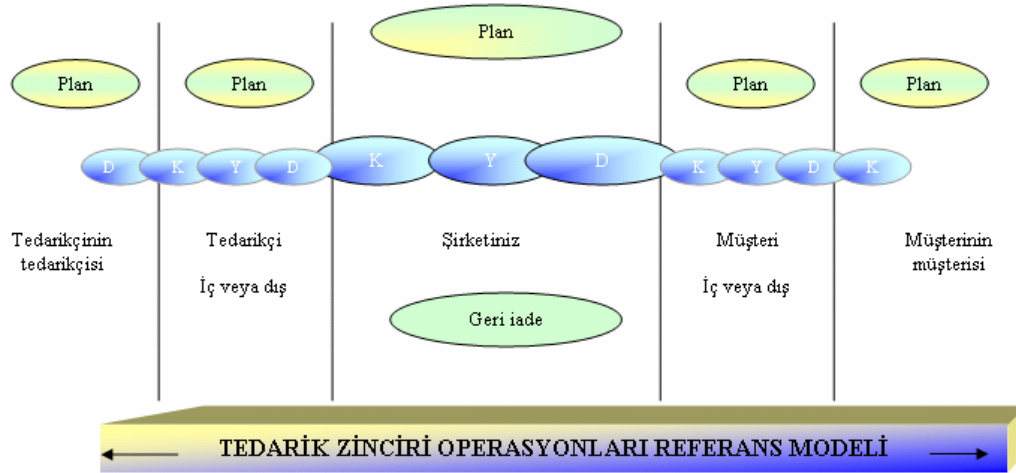 Plan
Plan
Plan
Plan
Plan
D
K
Y
D
K
Y
D
K
Y
D
K
Tedarikçinin
tedarikçisi
Tedarikçi
İç veya dış
Şirketiniz
Müşteri
İç veya dış
Müşterinin
müşterisi
Geri iade
TEDARİK ZİNCİRİ OPERASYONLARI REFERANS MODELİ